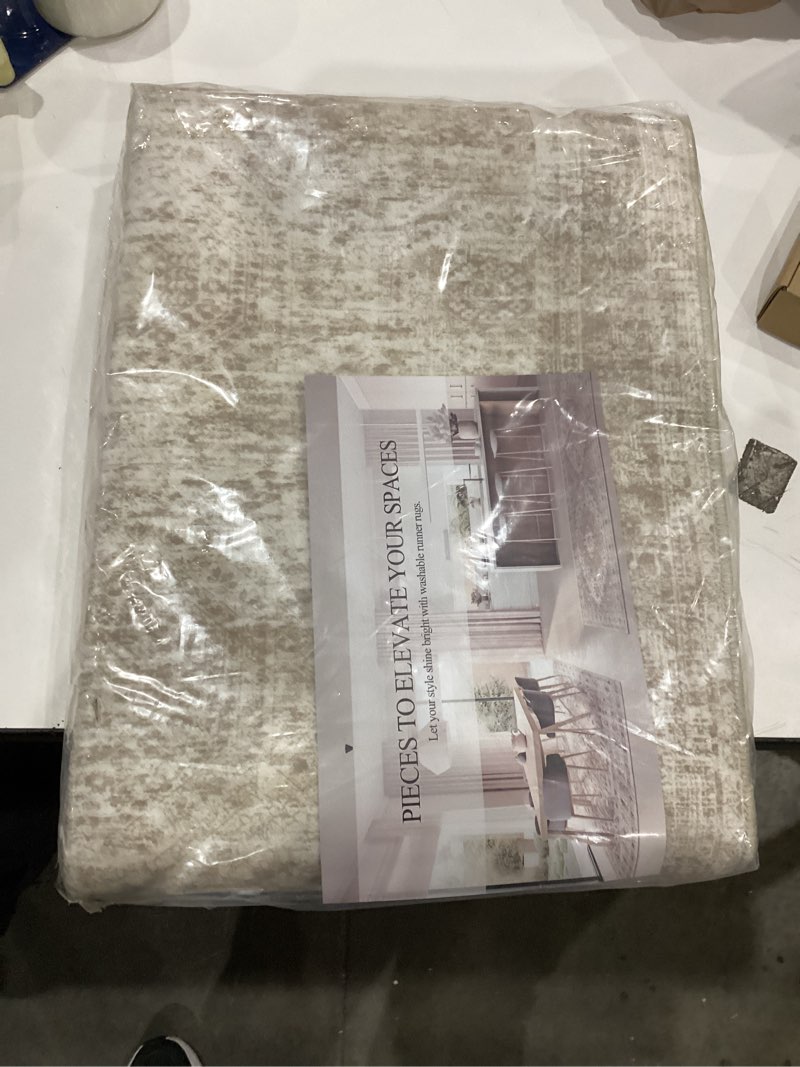 PIECES TO ELEVATE YOUR SPACES
Let your style shine bright with washable runner rugs.